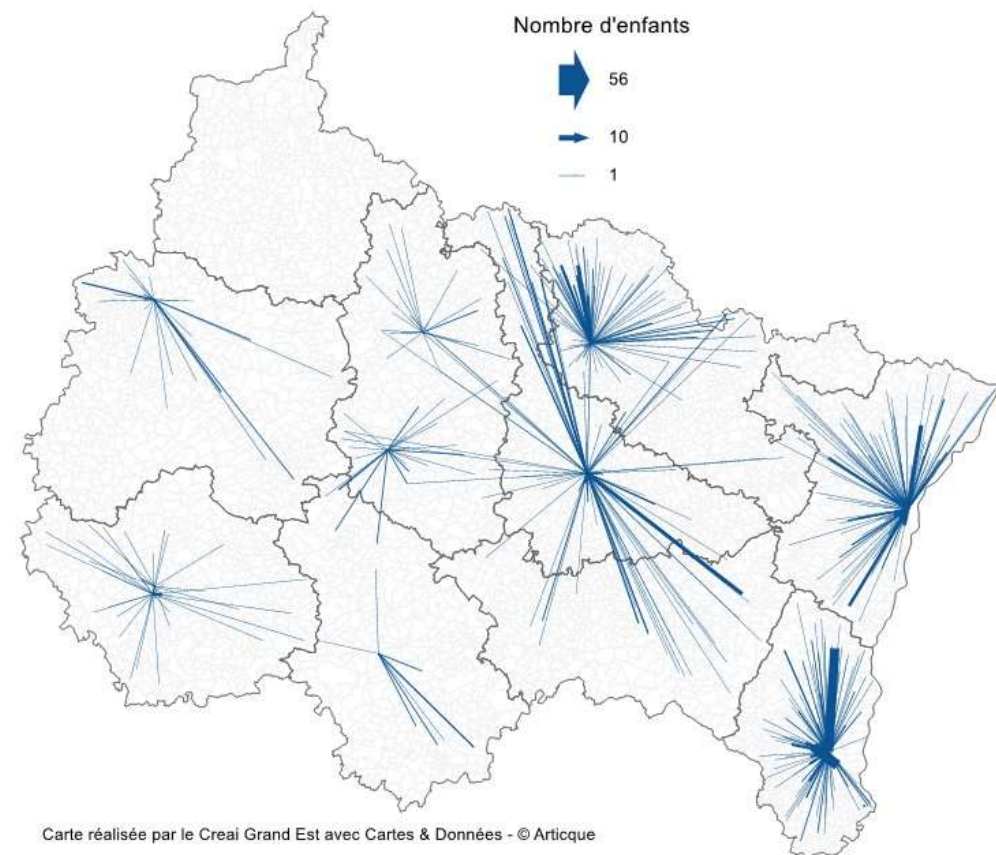 Nombre d'enfants
56
10
1
Carte réalisée par le Creai Grand Est avec Cartes & Données - © Articque